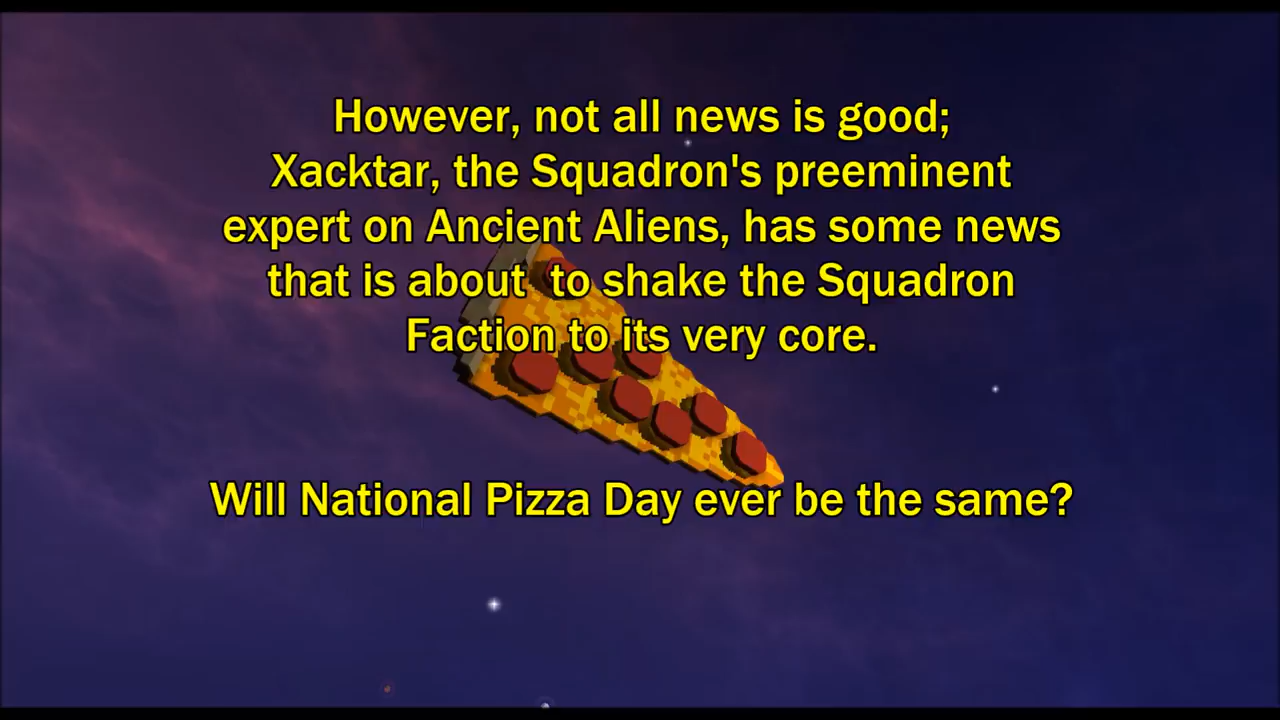 However, not all news is good;
Xacktar, the Squadron's preeminent
expert on Ancient Aliens, has some news
that is about  to shake the Squadron
Faction to its very core.
Will National Pizza Day ever be the same?